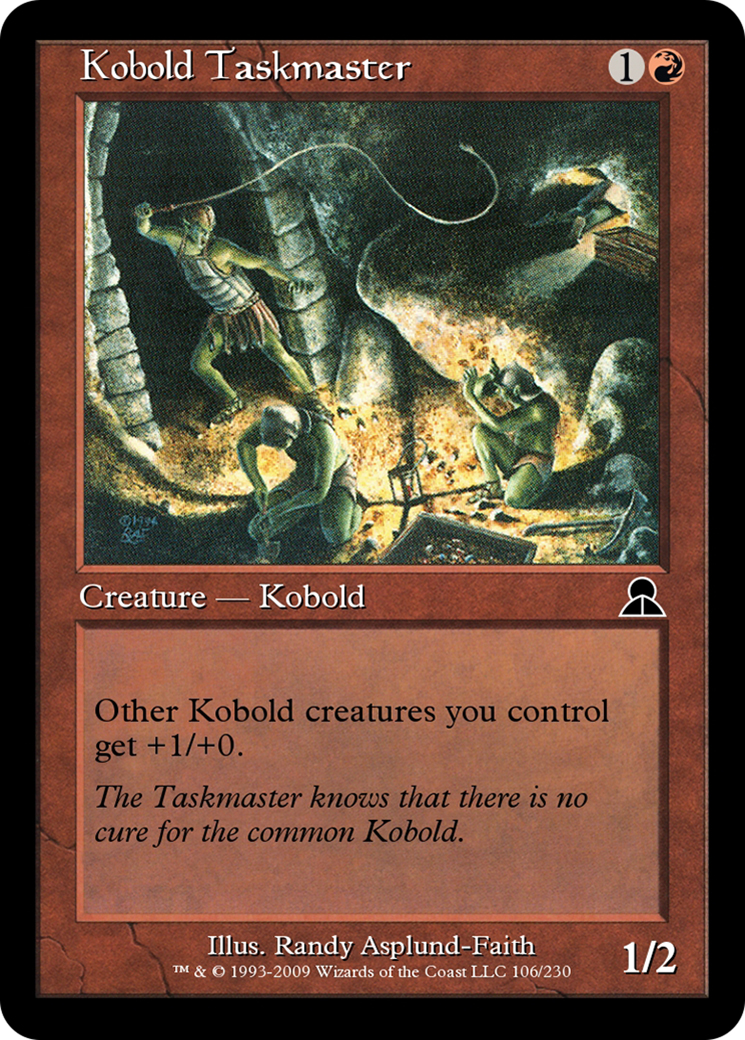 Kobold Taskmaster 1
©1994
Creature — Kobold
Other Kobold creatures you control
get +1/+0.
The Taskmaster knows that there is no
cure for the common Kobold.
Illus. Randy Asplund-Faith
™ & © 1993-2009 Wizards of the Coast LLC 106/230
1/2